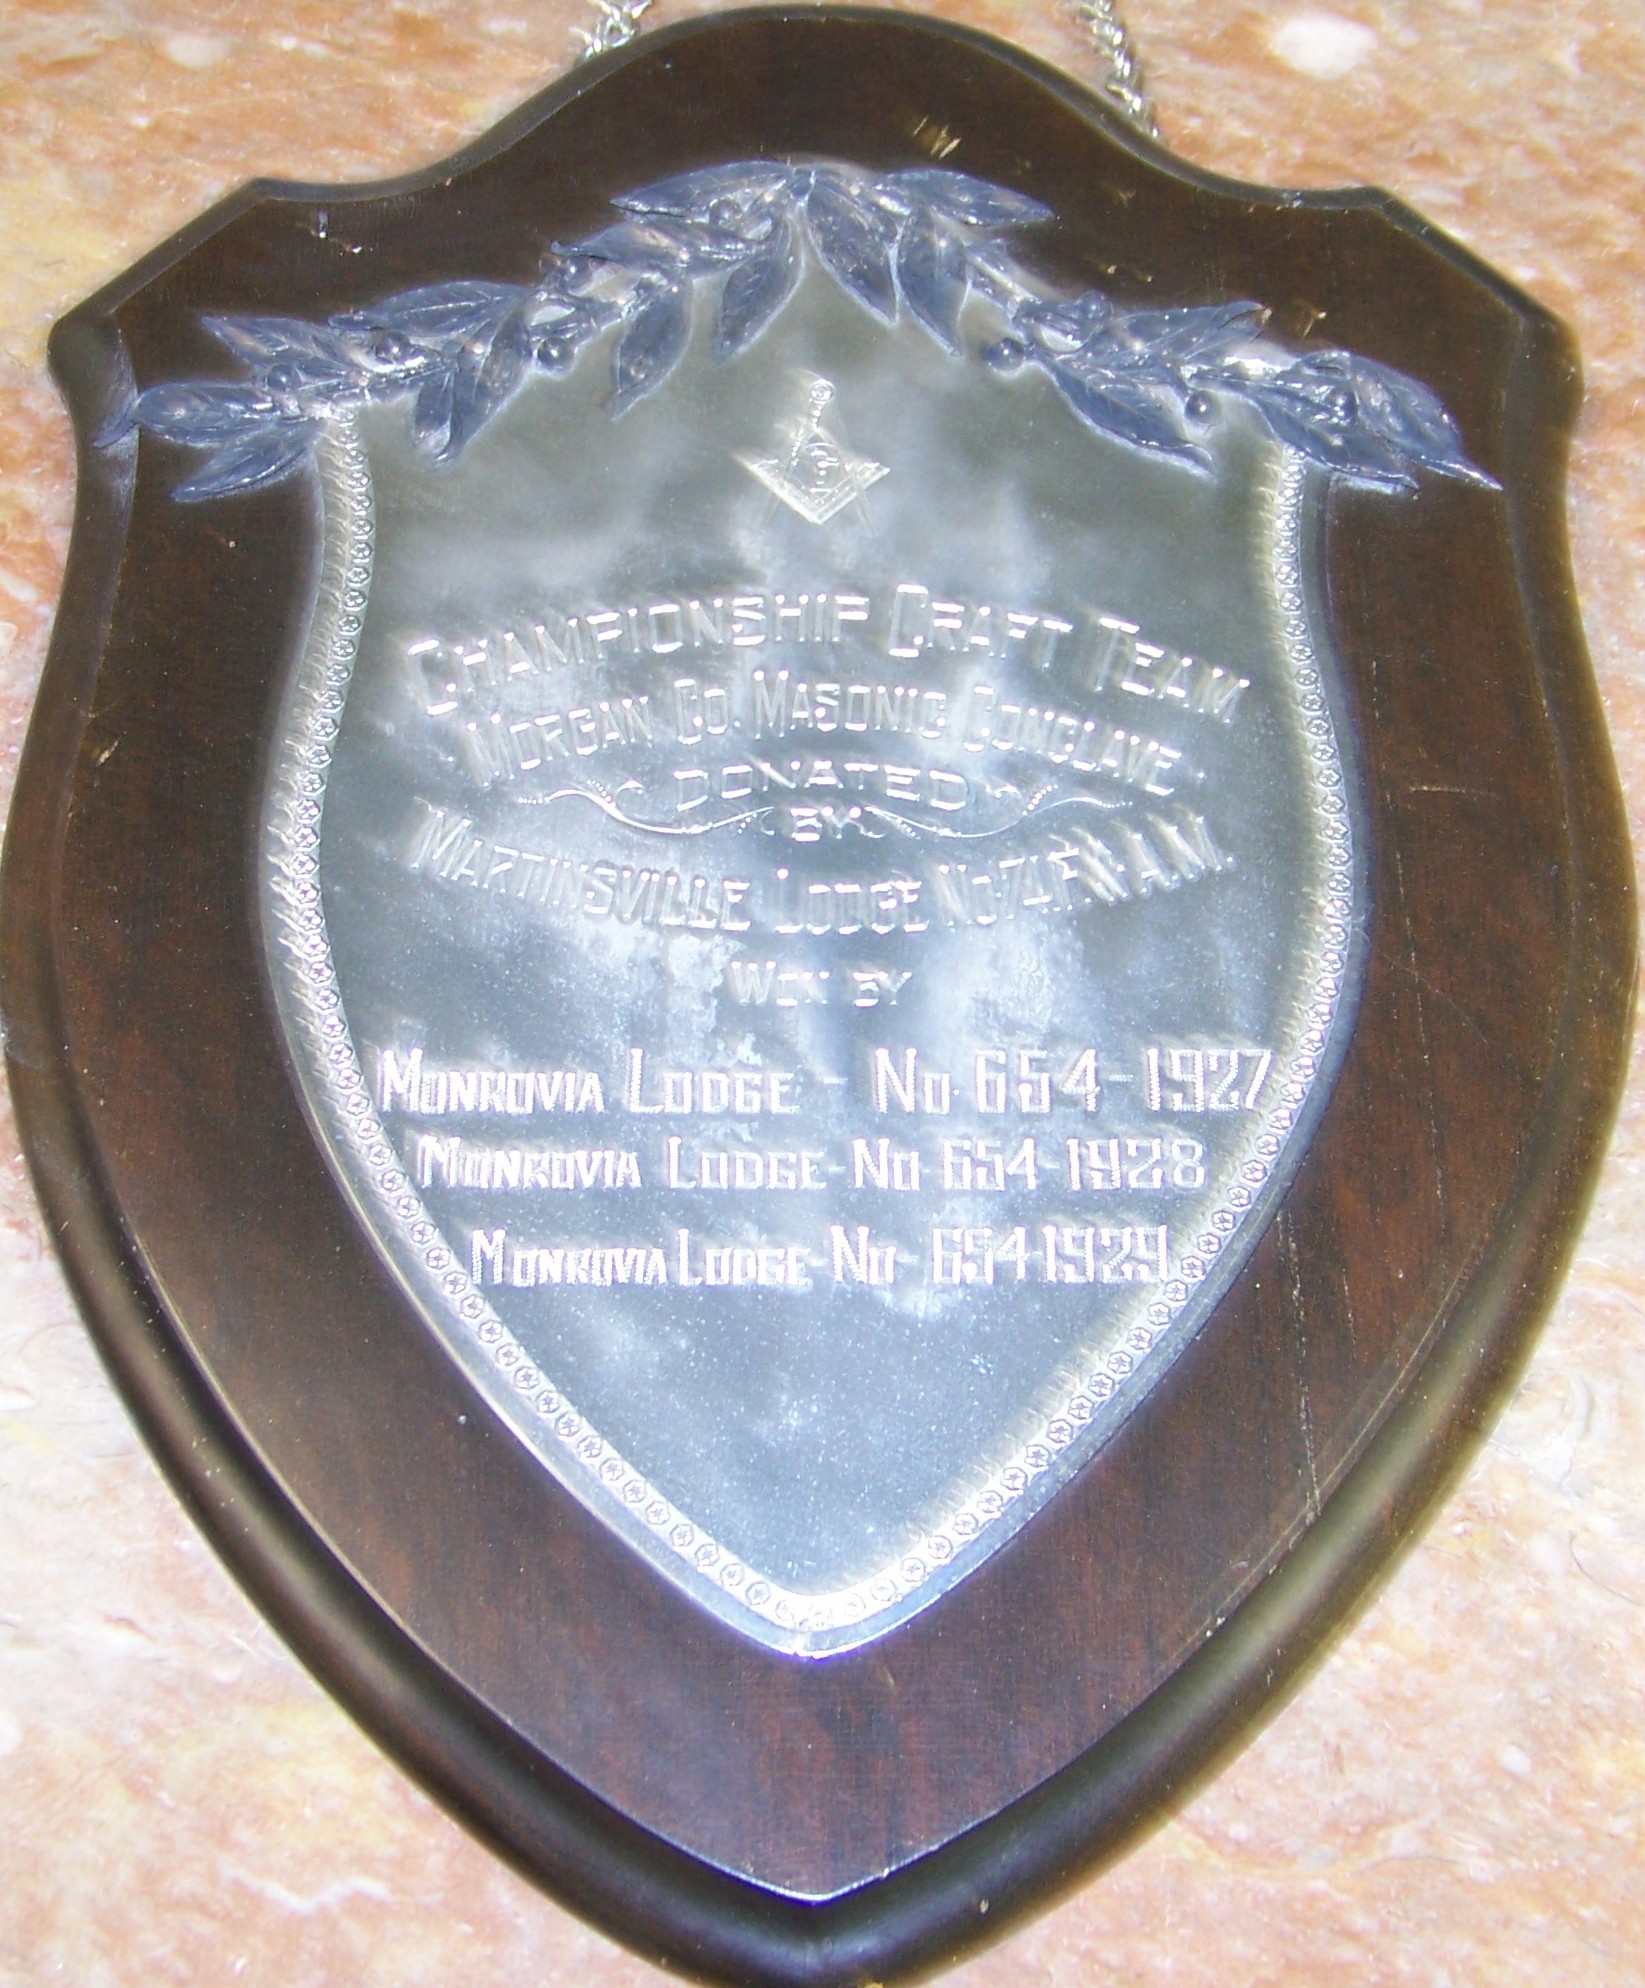 G
CHAMPIONSHIP CRAFT TEAM
MORGAN CO. MASONIC CONCLAVE
DONATED
BY
MARTINSVILLE LODGE NO. 74 F.& A.M.
WON BY
MONROVIA LODGE - NO. 654 - 1927
MONROVIA LODGE - NO 654 - 1928
MONROVIA LODGE - NO 654 - 1929